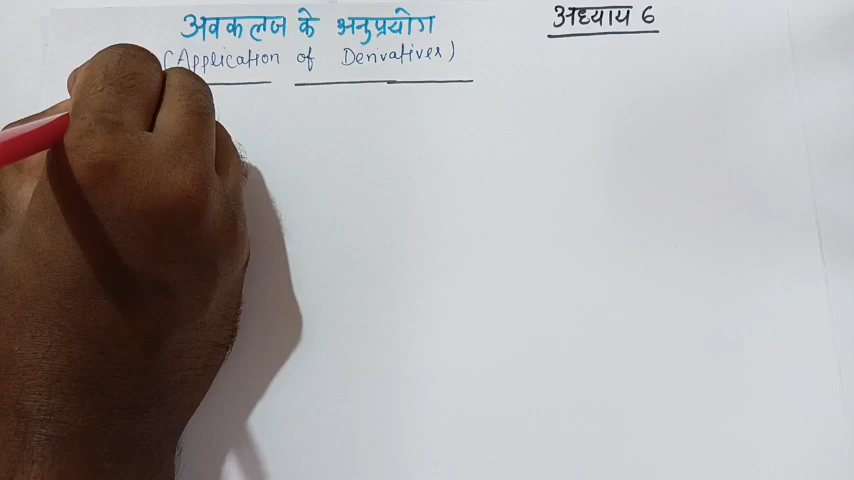 अवकलज के अनुप्रयोग
अध्याय 6
(Application of Derivatives)